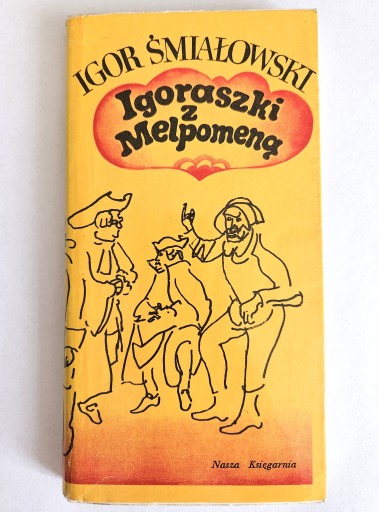 IGOR ŚMIAŁOWSKI
Igoraszki
z
Melpomeną
Nasza Księgarnia